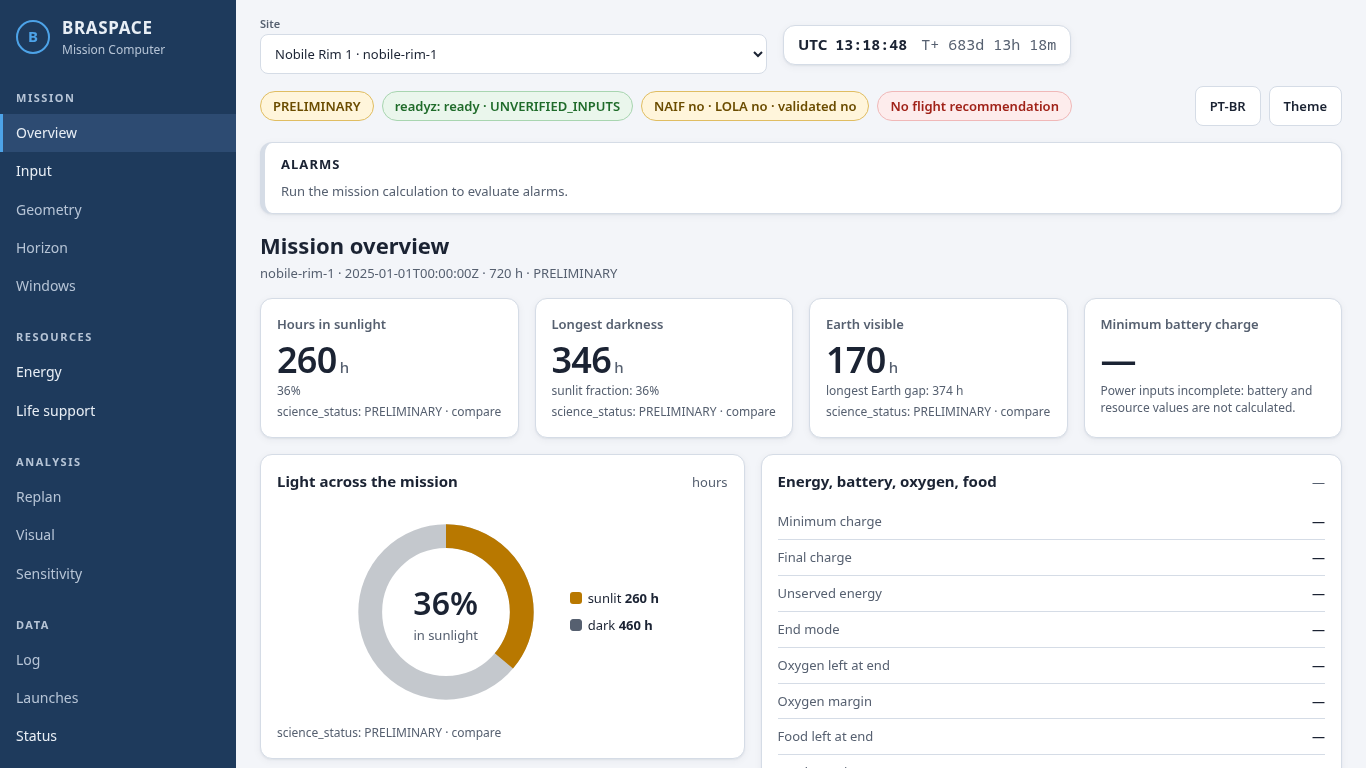 B
BRASPACE
Mission Computer
MISSION
Overview
Input
Geometry
Horizon
Windows
RESOURCES
Energy
Life support
ANALYSIS
Replan
Visual
Sensitivity
DATA
Log
Launches
Status
Site
Nobile Rim 1 · nobile-rim-1
UTC 13:18:48 T+ 683d 13h 18m
PRELIMINARY
readyz: ready · UNVERIFIED_INPUTS
NAIF no · LOLA no · validated no
No flight recommendation
PT-BR
Theme
ALARMS
Run the mission calculation to evaluate alarms.
Mission overview
nobile-rim-1 · 2025-01-01T00:00:00Z · 720 h · PRELIMINARY
Hours in sunlight
260 h
36%
science_status: PRELIMINARY · compare
Longest darkness
346 h
sunlit fraction: 36%
science_status: PRELIMINARY · compare
Earth visible
170 h
longest Earth gap: 374 h
science_status: PRELIMINARY · compare
Minimum battery charge
—
Power inputs incomplete: battery and
resource values are not calculated.
Light across the mission
hours
36%
in sunlight
sunlit 260 h
dark 460 h
science_status: PRELIMINARY · compare
Energy, battery, oxygen, food —
Minimum charge —
Final charge —
Unserved energy —
End mode —
Oxygen left at end —
Oxygen margin —
Food left at end —